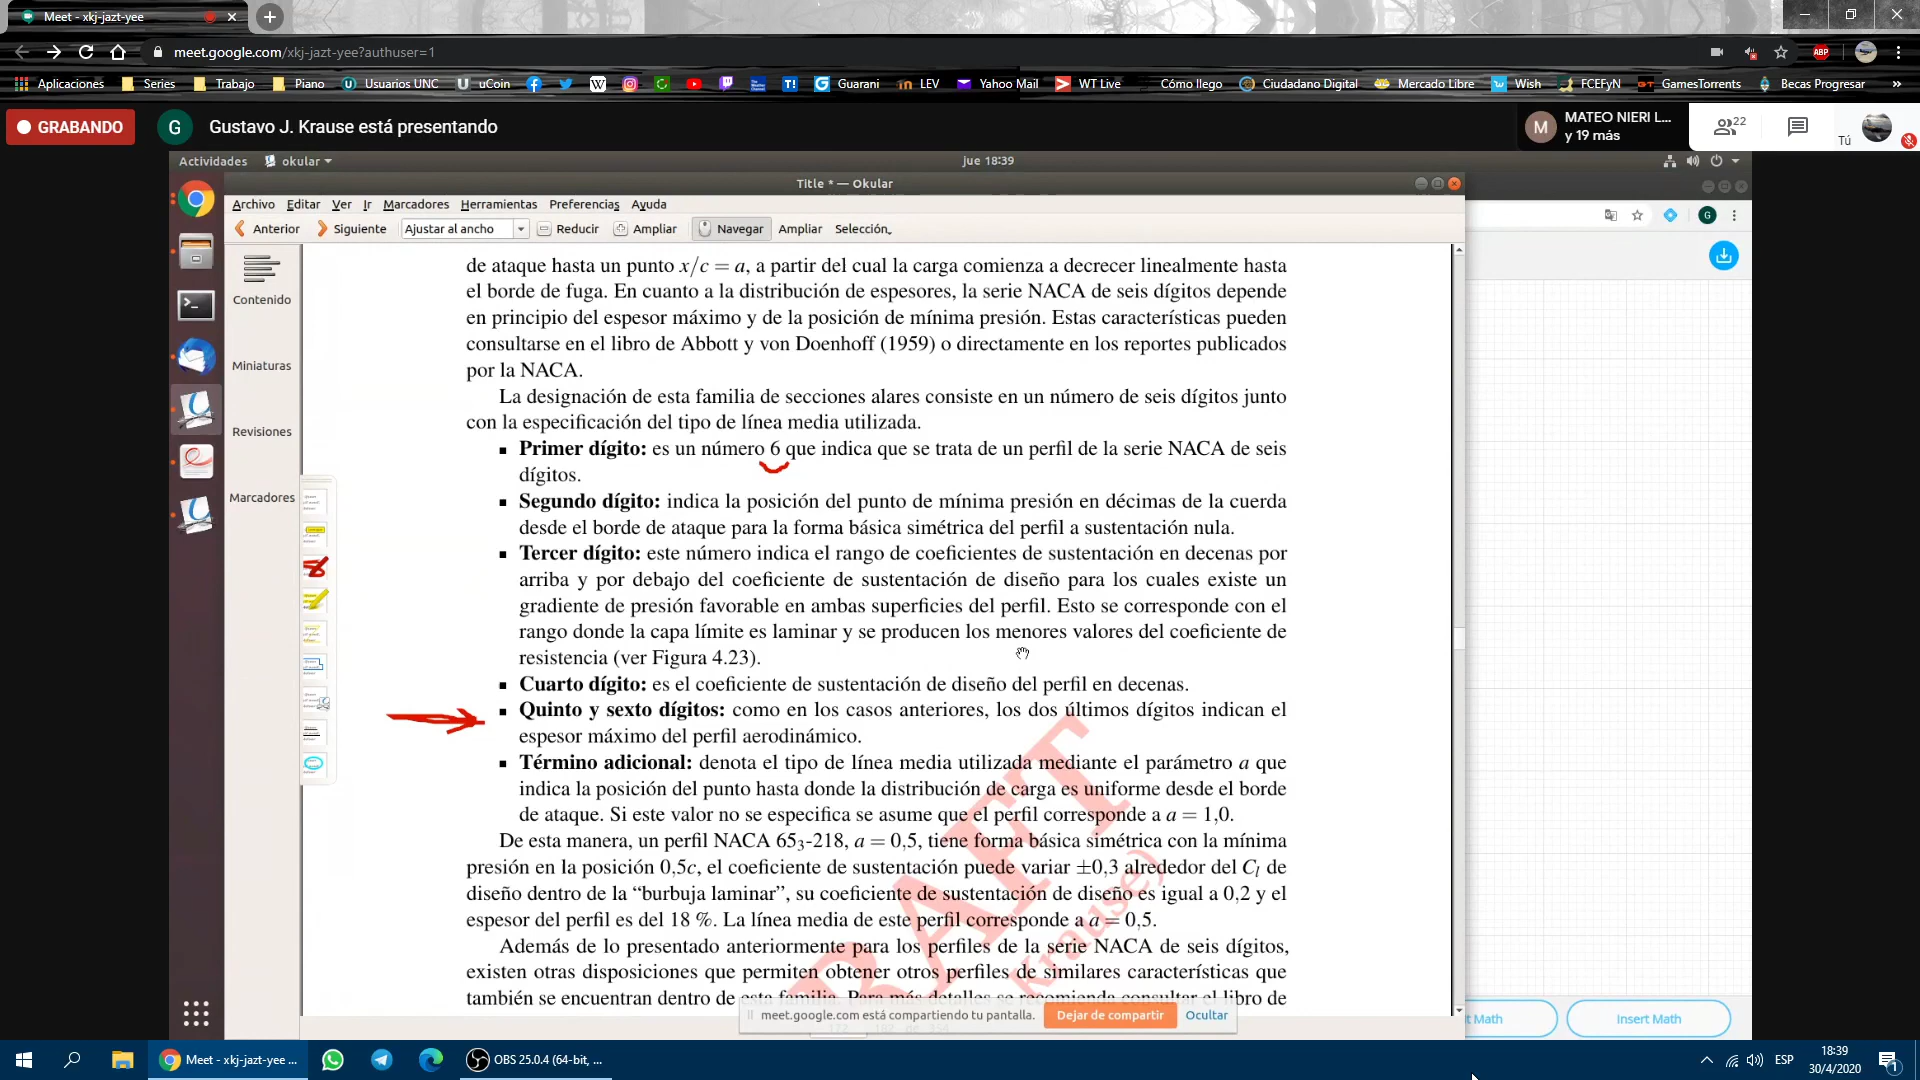 Meet - xkj-jazt-yee
meet.google.com/xkj-jazt-yee?authuser=1
ABP
Aplicaciones Series Trabajo Piano Usuarios UNC uCoin Guarani LEV Yahoo Mail WT Live Cómo llego Ciudadano Digital Mercado Libre Wish FCEFyN GamesTorrents Becas Progresar »
GRABANDO
G Gustavo J. Krause está presentando
M MATEO NIERI L...
y 19 más
22
Tú
Actividades okular jue 18:39
Title * — Okular
Archivo Editar Ver Ir Marcadores Herramientas Preferencias Ayuda
Anterior Siguiente Ajustar al ancho Reducir Ampliar Navegar Ampliar Selección
G
Contenido
Miniaturas
Revisiones
Marcadores
de ataque hasta un punto x/c = a, a partir del cual la carga comienza a decrecer linealmente hasta
el borde de fuga. En cuanto a la distribución de espesores, la serie NACA de seis dígitos depende
en principio del espesor máximo y de la posición de mínima presión. Estas características pueden
consultarse en el libro de Abbott y von Doenhoff (1959) o directamente en los reportes publicados
por la NACA.
La designación de esta familia de secciones alares consiste en un número de seis dígitos junto
con la especificación del tipo de línea media utilizada.
▪ Primer dígito: es un número 6 que indica que se trata de un perfil de la serie NACA de seis
dígitos.
▪ Segundo dígito: indica la posición del punto de mínima presión en décimas de la cuerda
desde el borde de ataque para la forma básica simétrica del perfil a sustentación nula.
▪ Tercer dígito: este número indica el rango de coeficientes de sustentación en decenas por
arriba y por debajo del coeficiente de sustentación de diseño para los cuales existe un
gradiente de presión favorable en ambas superficies del perfil. Esto se corresponde con el
rango donde la capa límite es laminar y se producen los menores valores del coeficiente de
resistencia (ver Figura 4.23).
▪ Cuarto dígito: es el coeficiente de sustentación de diseño del perfil en decenas.
▪ Quinto y sexto dígitos: como en los casos anteriores, los dos últimos dígitos indican el
espesor máximo del perfil aerodinámico.
▪ Término adicional: denota el tipo de línea media utilizada mediante el parámetro a que
indica la posición del punto hasta donde la distribución de carga es uniforme desde el borde
de ataque. Si este valor no se especifica se asume que el perfil corresponde a a = 1,0.
De esta manera, un perfil NACA 65₃-218, a = 0,5, tiene forma básica simétrica con la mínima
presión en la posición 0,5c, el coeficiente de sustentación puede variar ±0,3 alrededor del Cₗ de
diseño dentro de la “burbuja laminar”, su coeficiente de sustentación de diseño es igual a 0,2 y el
espesor del perfil es del 18 %. La línea media de este perfil corresponde a a = 0,5.
Además de lo presentado anteriormente para los perfiles de la serie NACA de seis dígitos,
existen otras disposiciones que permiten obtener otros perfiles de similares características que
también se encuentran dentro de esta familia. Para más detalles se recomienda consultar el libro de
RAFT
Krause)
meet.google.com está compartiendo tu pantalla. Dejar de compartir Ocultar
Math Insert Math
Meet - xkj-jazt-yee ... OBS 25.0.4 (64-bit, ... ESP 18:39
30/4/2020
1